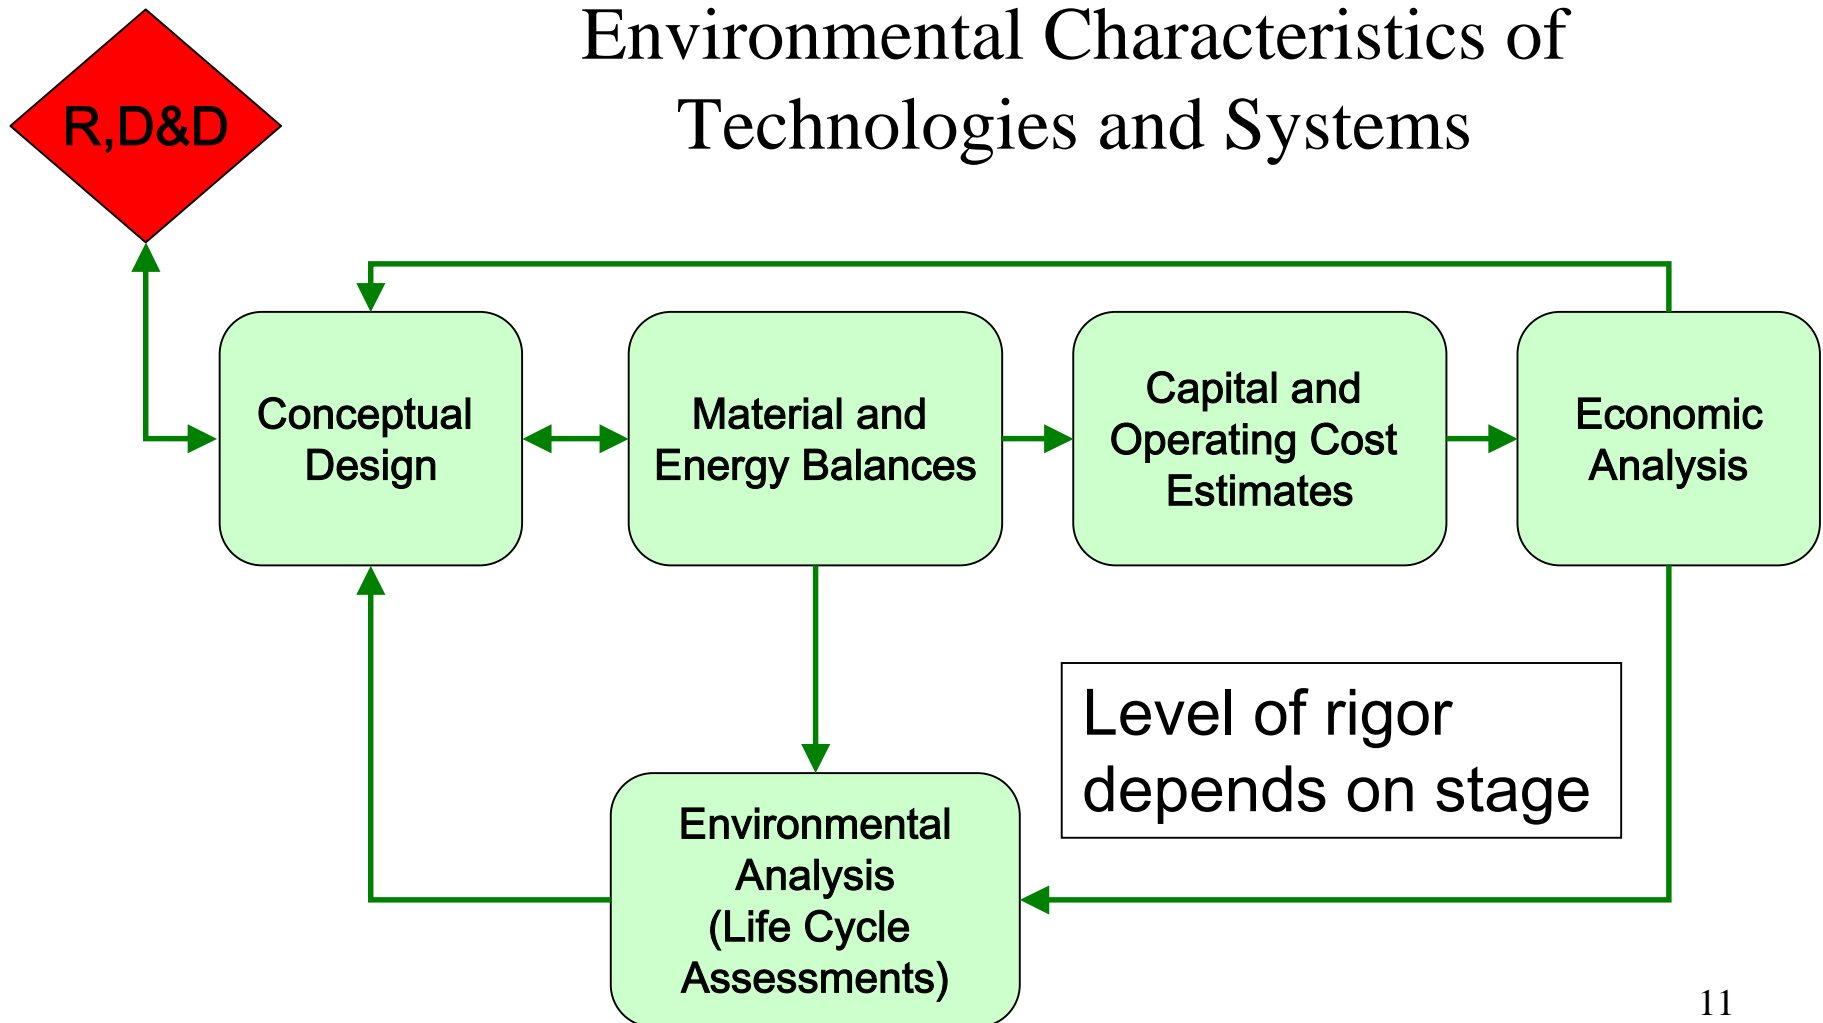 Environmental Characteristics of
Technologies and Systems
R,D&D
Conceptual
Design
Material and
Energy Balances
Capital and
Operating Cost
Estimates
Economic
Analysis
Level of rigor
depends on stage
Environmental
Analysis
(Life Cycle
Assessments)
11